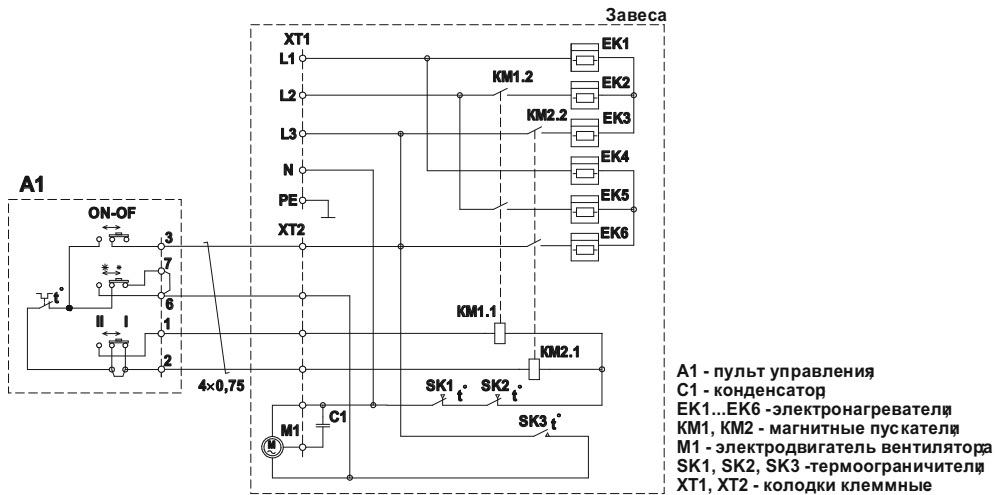 Завеса
XT1
L1
EK1
L2
KM1.2
EK2
KM2.2
L3
EK3
N
EK4
A1
PE
EK5
ON-OF
XT2
3
EK6
7
* *
t°
6
KM1.1
II I
1
KM2.1
2
4×0,75
SK1 t°
SK2 t°
C1
SK3 t°
M1
M
~
A1 - пульт управления;
C1 - конденсатор;
EK1...EK6 -электронагреватели;
КМ1, КМ2 - магнитные пускатели;
M1 - электродвигатель вентилятора;
SK1, SK2, SK3 -термоограничители;
XT1, XT2 - колодки клеммные